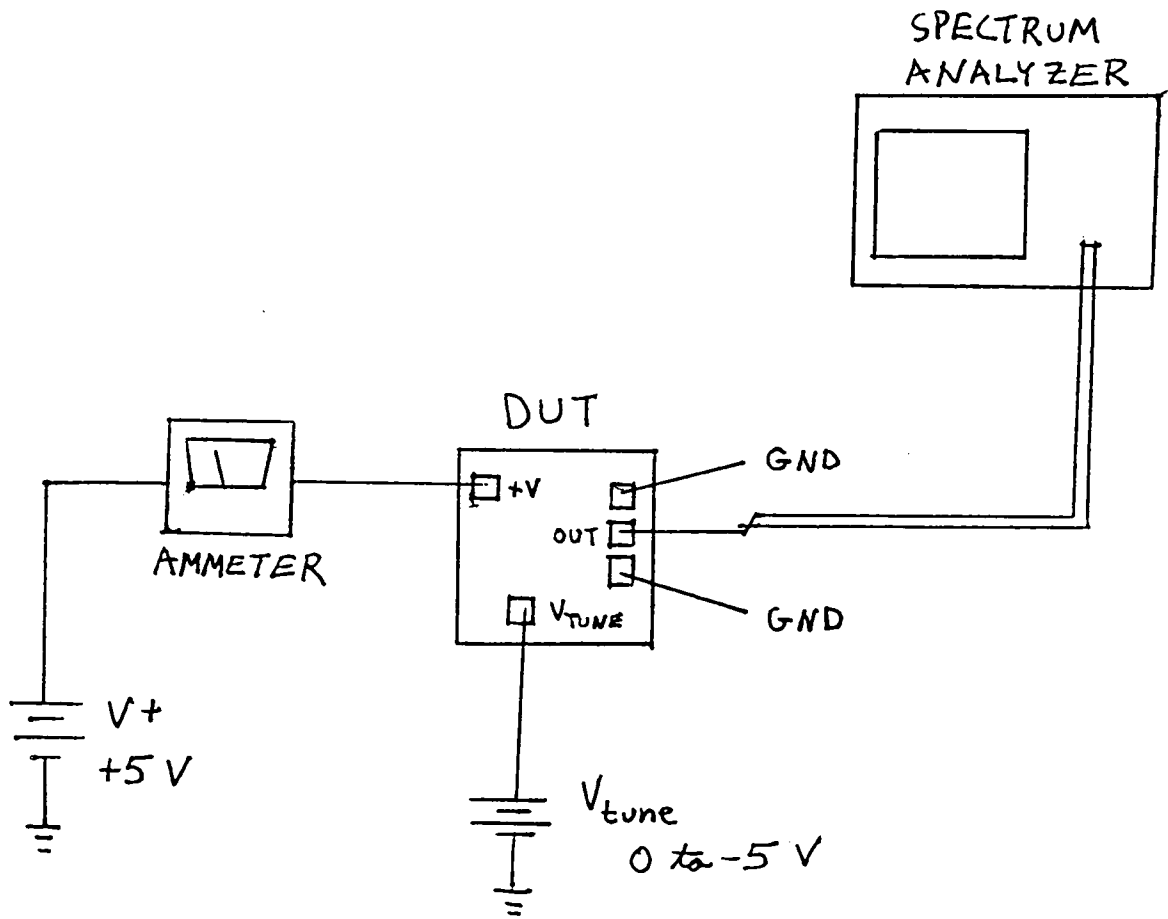 SPECTRUM
ANALYZER
DUT
GND
+V
OUT
AMMETER
VTUNE
GND
V+
+5 V
Vtune
0 to -5 V